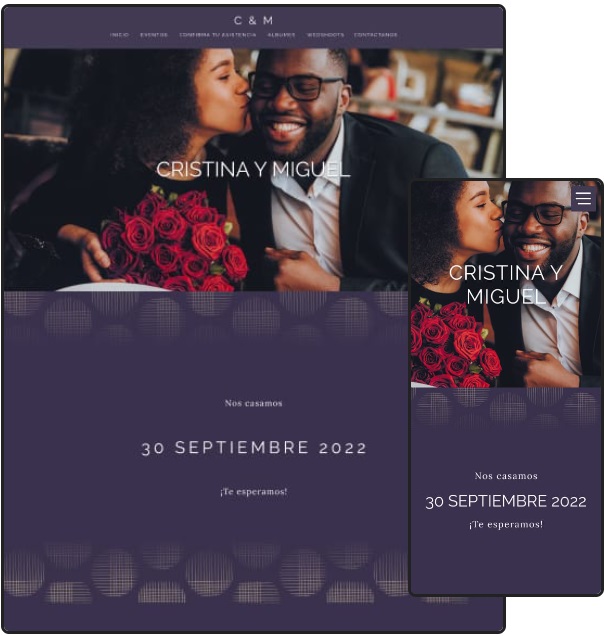 C & M
INICIO EVENTOS CONFIRMA TU ASISTENCIA ÁLBUMES WEDSHOOTS CONTÁCTANOS
CRISTINA Y MIGUEL
Nos casamos
30 SEPTIEMBRE 2022
¡Te esperamos!
CRISTINA Y
MIGUEL
Nos casamos
30 SEPTIEMBRE 2022
¡Te esperamos!